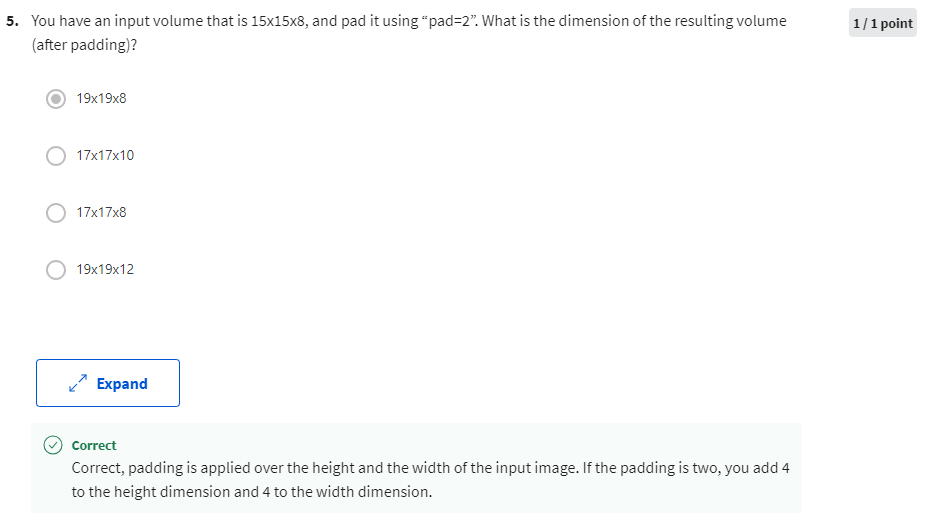 5. You have an input volume that is 15x15x8, and pad it using “pad=2”. What is the dimension of the resulting volume
(after padding)?
1 / 1 point
19x19x8
17x17x10
17x17x8
19x19x12
Expand
Correct
Correct, padding is applied over the height and the width of the input image. If the padding is two, you add 4
to the height dimension and 4 to the width dimension.